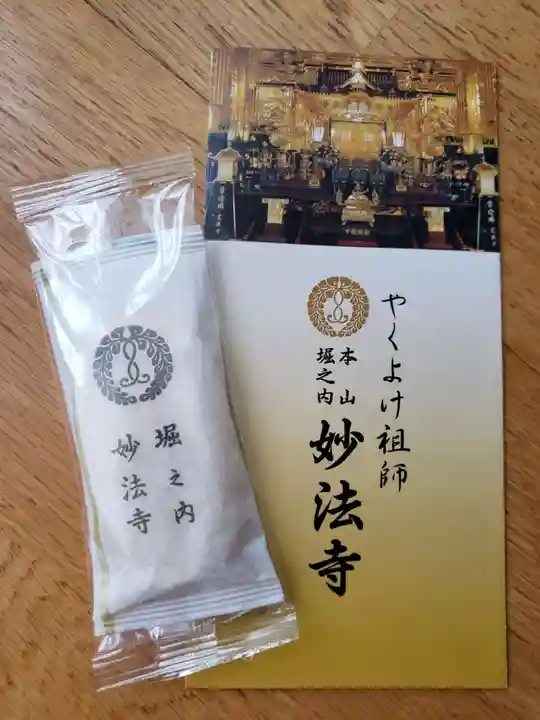 やくよけ祖師
本山
堀之内
妙法寺
堀之内
妙法寺